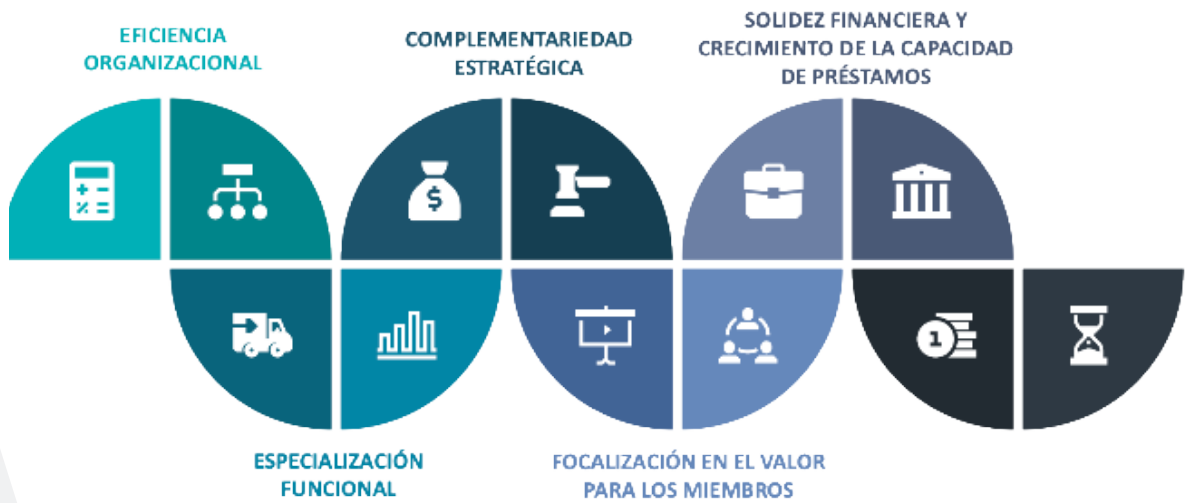 EFICIENCIA
ORGANIZACIONAL
COMPLEMENTARIEDAD
ESTRATÉGICA
SOLIDEZ FINANCIERA Y
CRECIMIENTO DE LA CAPACIDAD
DE PRÉSTAMOS
$
1
ESPECIALIZACIÓN
FUNCIONAL
FOCALIZACIÓN EN EL VALOR
PARA LOS MIEMBROS